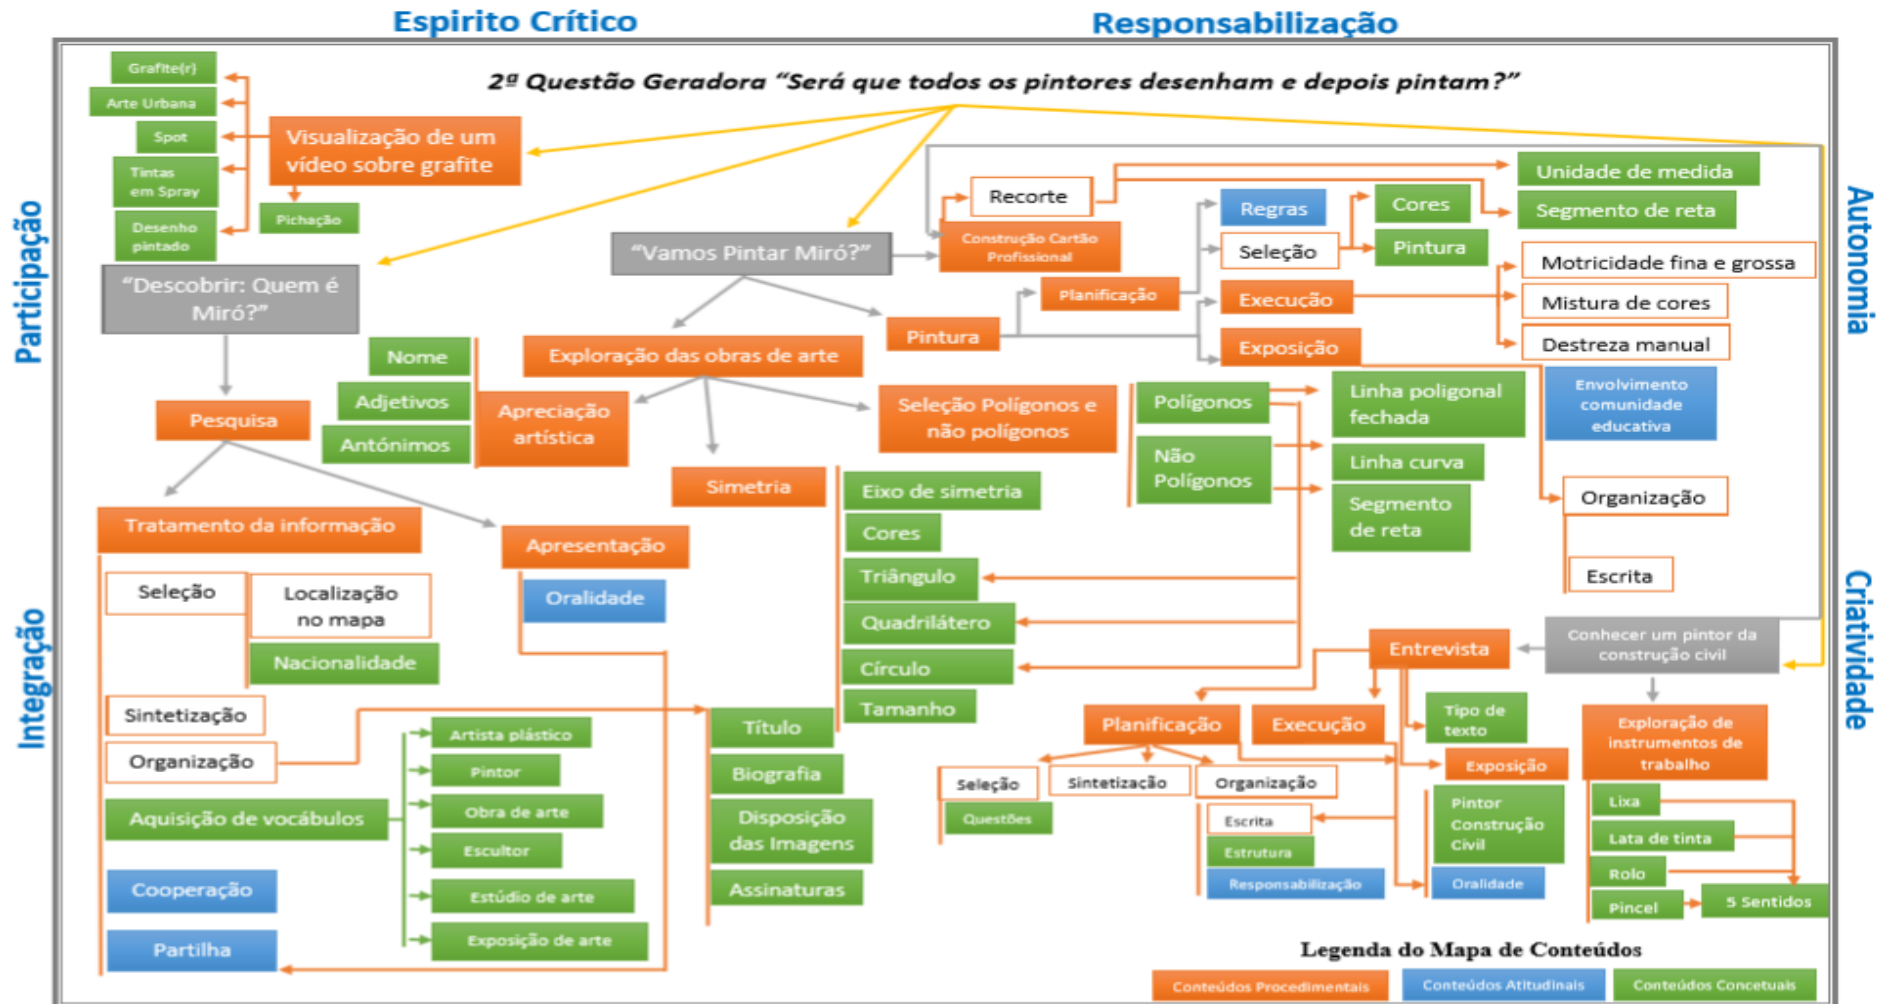 Espirito Crítico
Responsabilização
Participação
Integração
Autonomia
Criatividade
2ª Questão Geradora “Será que todos os pintores desenham e depois pintam?”
Grafite(r)
Arte Urbana
Spot
Tintas
em Spray
Desenho
pintado
Visualização de um
vídeo sobre grafite
Pichação
“Descobrir: Quem é
Miró?”
Pesquisa
Tratamento da informação
Seleção
Localização
no mapa
Nacionalidade
Sintetização
Organização
Aquisição de vocábulos
Cooperação
Partilha
Artista plástico
Pintor
Obra de arte
Escultor
Estúdio de arte
Exposição de arte
Apresentação
Oralidade
Título
Biografia
Disposição
das Imagens
Assinaturas
“Vamos Pintar Miró?”
Exploração das obras de arte
Nome
Adjetivos
Antónimos
Apreciação
artística
Simetria
Eixo de simetria
Cores
Triângulo
Quadrilátero
Círculo
Tamanho
Seleção Polígonos e
não polígonos
Polígonos
Não
Polígonos
Linha poligonal
fechada
Linha curva
Segmento
de reta
Recorte
Construção Cartão
Profissional
Unidade de medida
Segmento de reta
Pintura
Planificação
Regras
Seleção
Cores
Pintura
Execução
Motricidade fina e grossa
Mistura de cores
Destreza manual
Exposição
Envolvimento
comunidade
educativa
Organização
Escrita
Conhecer um pintor da
construção civil
Entrevista
Planificação
Execução
Tipo de
texto
Exposição
Seleção
Questões
Sintetização
Organização
Escrita
Estrutura
Responsabilização
Pintor
Construção
Civil
Oralidade
Exploração de
instrumentos de
trabalho
Lixa
Lata de tinta
Rolo
Pincel
5 Sentidos
Legenda do Mapa de Conteúdos
Conteúdos Procedimentais
Conteúdos Atitudinais
Conteúdos Concetuais